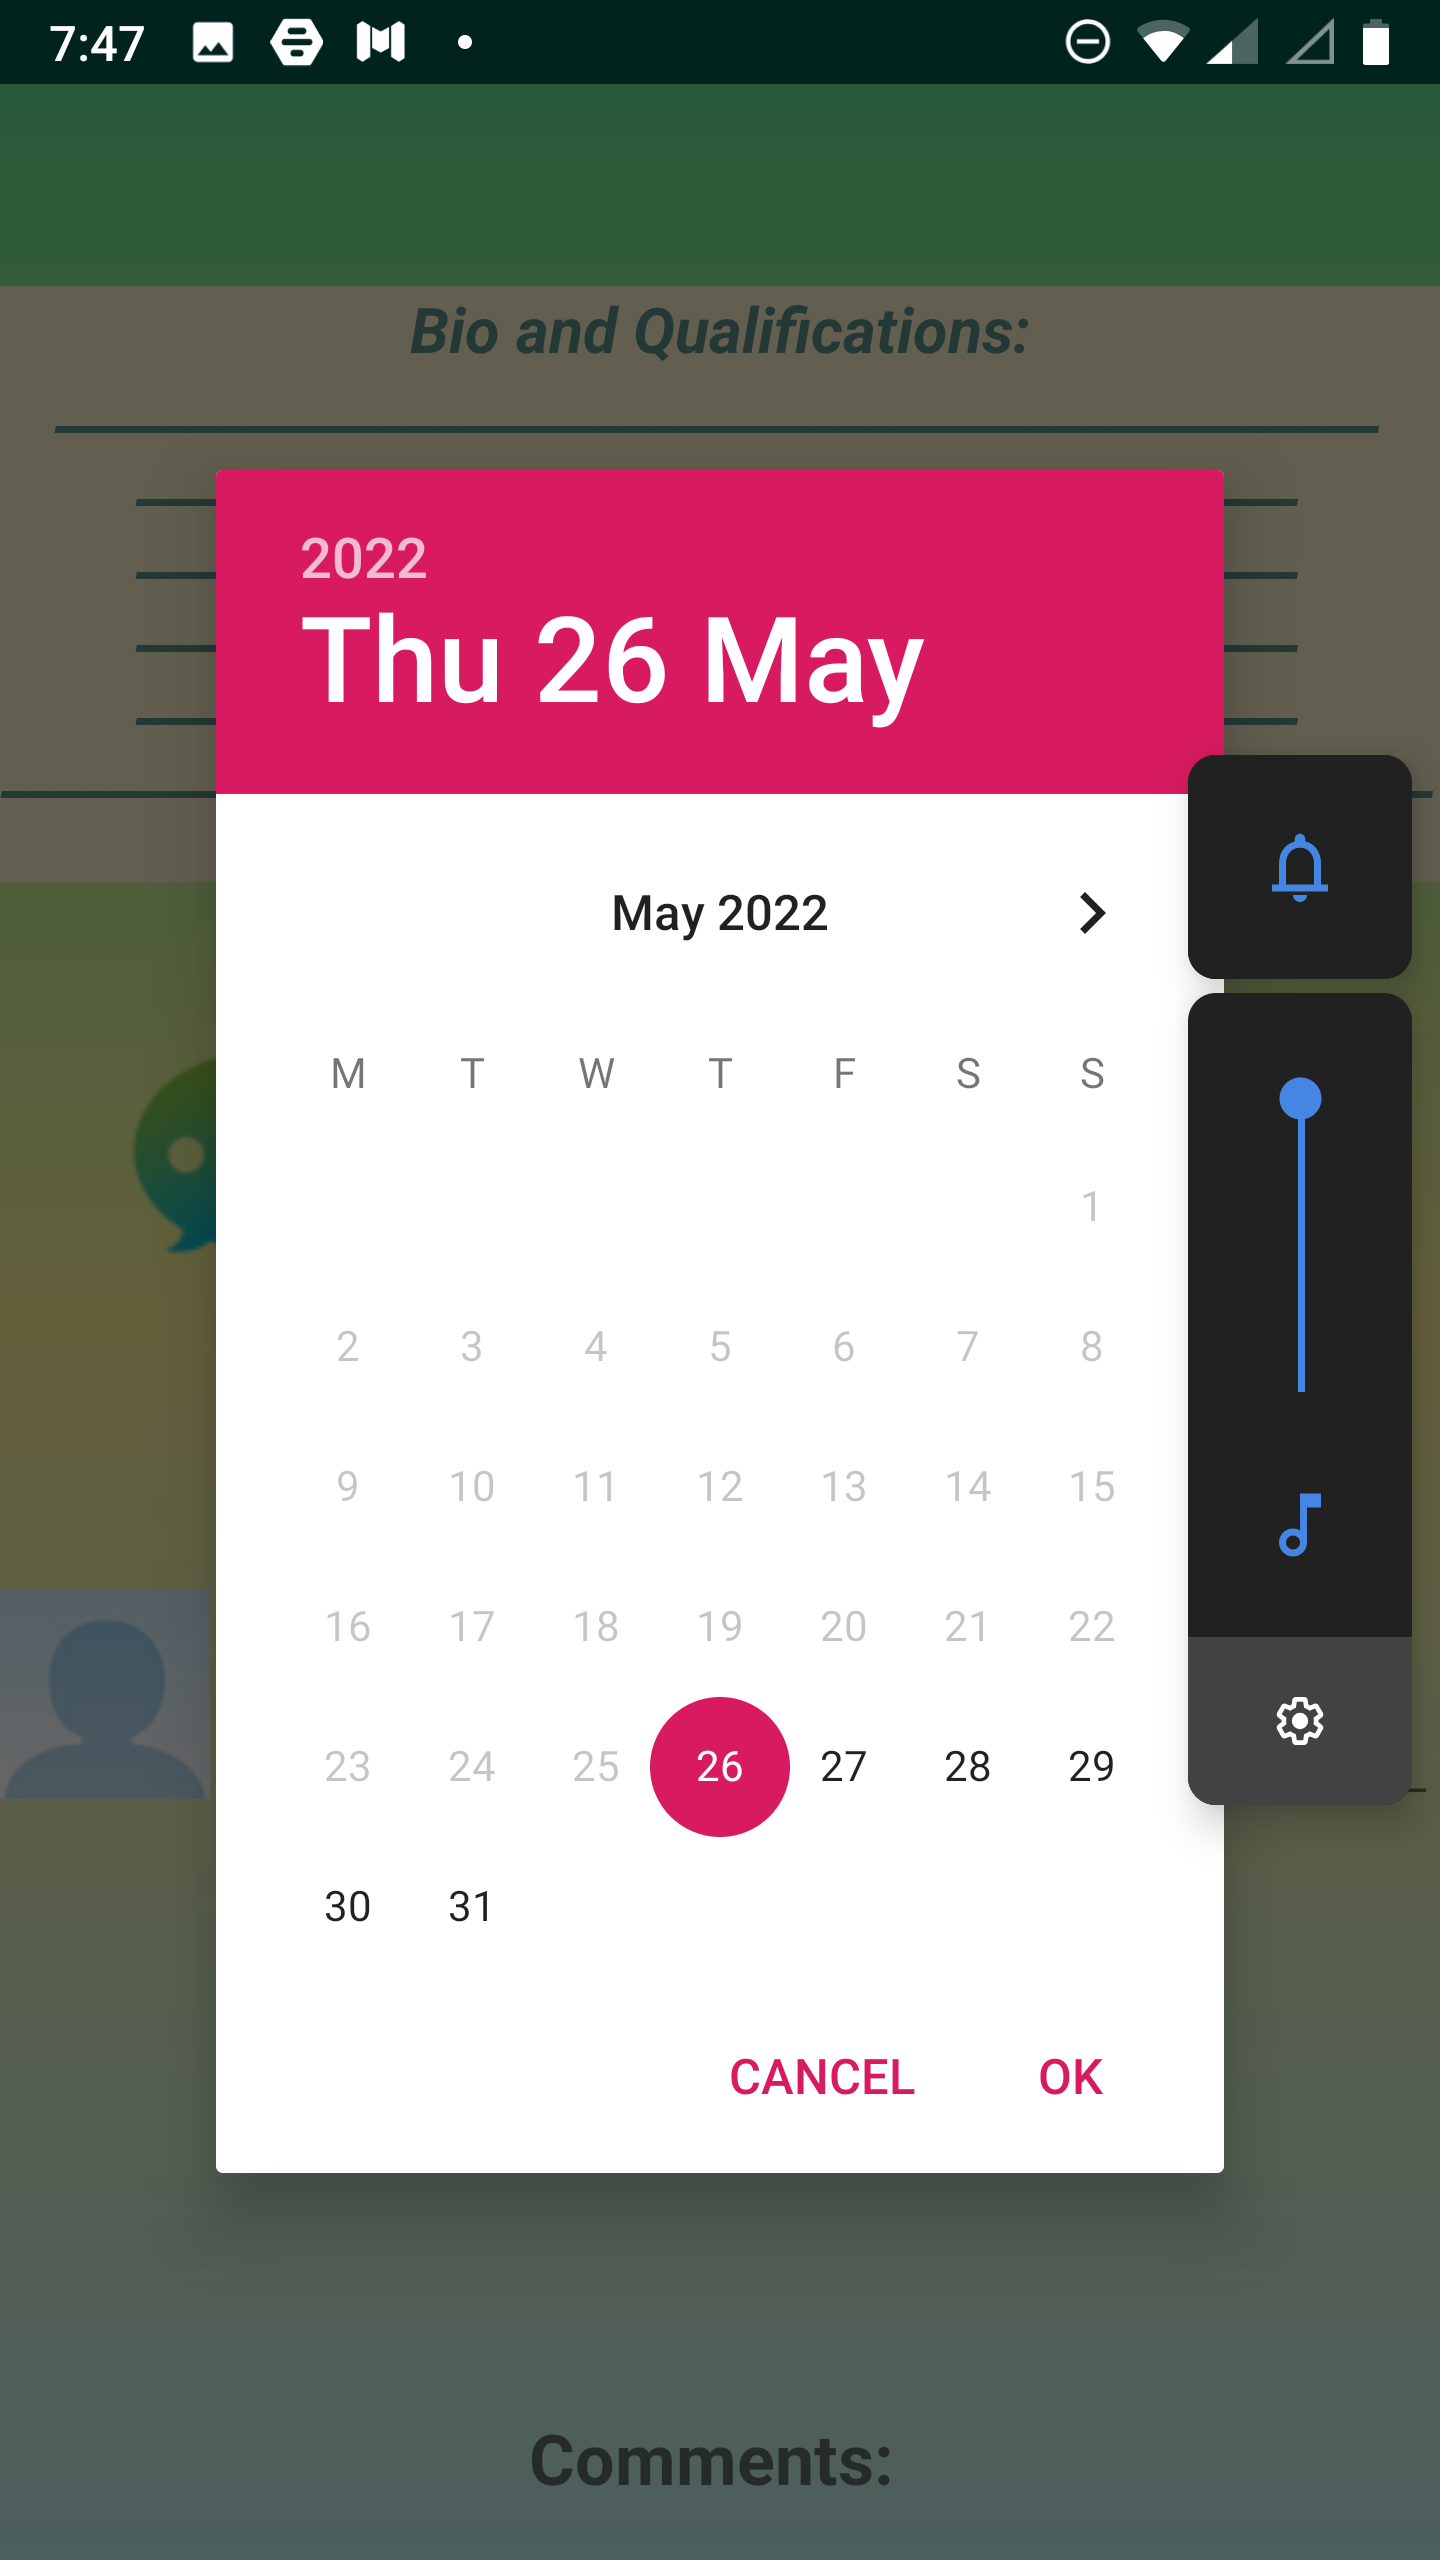 7:47
Bio and Qualifications:
2022
Thu 26 May
May 2022
M T W T F S S
1
2 3 4 5 6 7 8
9 10 11 12 13 14 15
16 17 18 19 20 21 22
23 24 25 26 27 28 29
30 31
CANCEL OK
Comments: